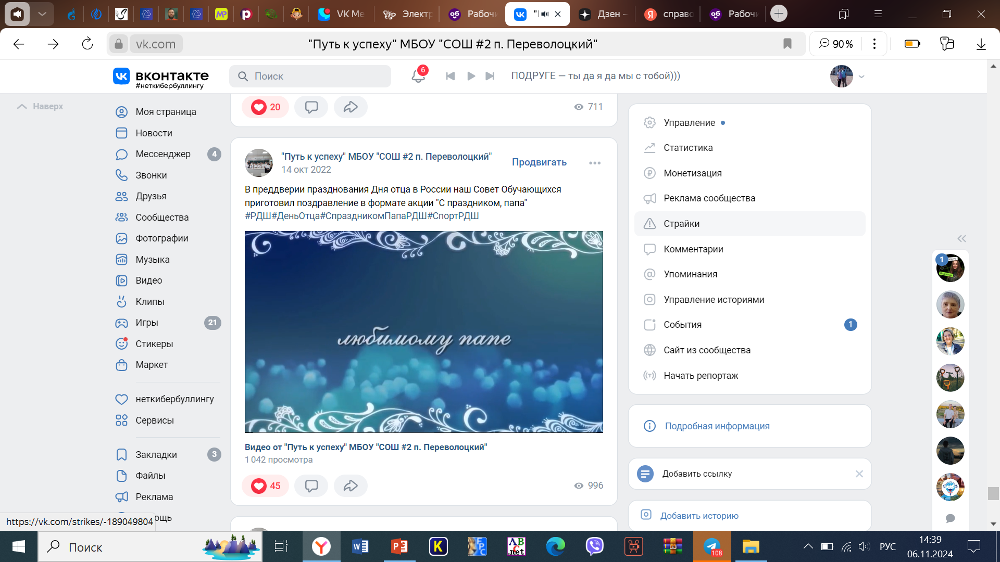 VK Ме
Электр
Рабочи
"
Дзен –
справо
Рабочи
vk.com
"Путь к успеху" МБОУ "СОШ #2 п. Переволоцкий"
90 %
вконтакте
#неткибербуллингу
Поиск
6
ПОДРУГЕ — ты да я да мы с тобой)))
Наверх
Моя страница
Новости
Мессенджер 4
Звонки
Друзья
Сообщества
Фотографии
Музыка
Видео
Клипы
Игры 21
Стикеры
Маркет
неткибербуллингу
Сервисы
Закладки 3
Файлы
Реклама
ощь
https://vk.com/strikes/-189049804
20
711
"Путь к успеху" МБОУ "СОШ #2 п. Переволоцкий"
14 окт 2022
Продвигать
В преддверии празднования Дня отца в России наш Совет Обучающихся
приготовил поздравление в формате акции "С праздником, папа"
#РДШ#ДеньОтца#СпраздникомПапаРДШ#СпортРДШ
любимому папе
Видео от "Путь к успеху" МБОУ "СОШ #2 п. Переволоцкий"
1 042 просмотра
45
996
Управление
Статистика
Монетизация
Реклама сообщества
Страйки
Комментарии
Упоминания
Управление историями
События 1
Сайт из сообщества
Начать репортаж
Подробная информация
Добавить ссылку
Добавить историю
1
Поиск
108
РУС
14:39
06.11.2024